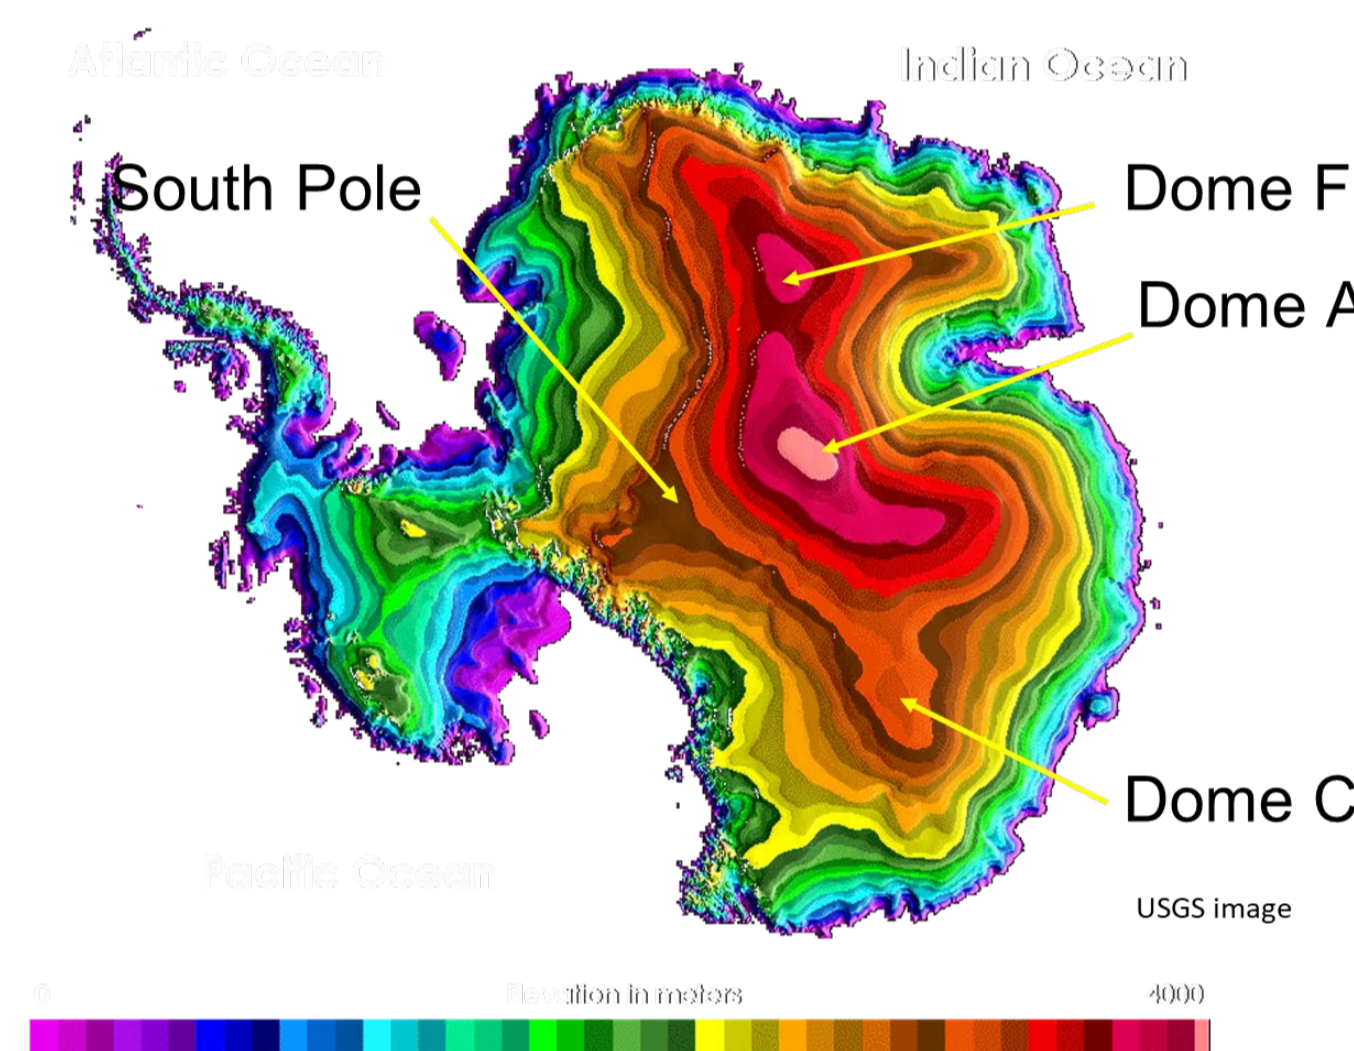 Atlantic Ocean
Indian Ocean
South Pole
Dome F
Dome A
Dome C
Pacific Ocean
USGS image
0
Elevation in meters
4000